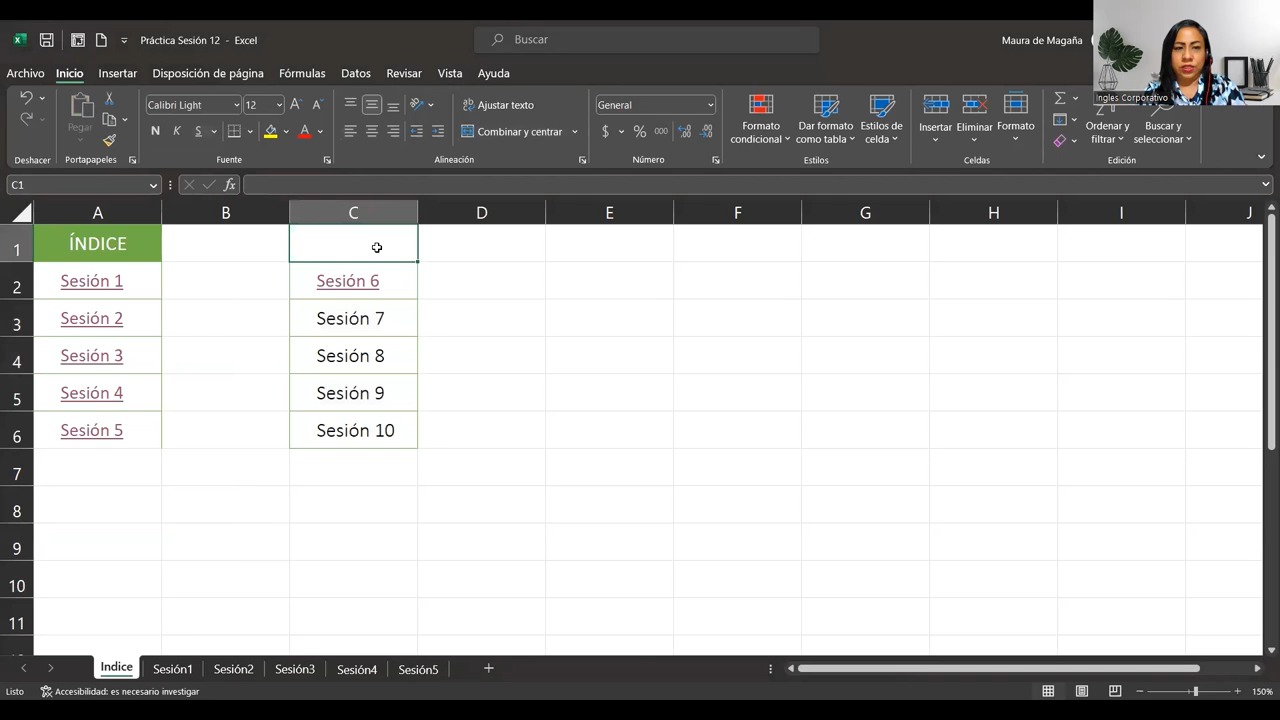 Práctica Sesión 12 - Excel
Buscar
Maura de Magaña
Ingles Corporativo
Archivo Inicio Insertar Disposición de página Fórmulas Datos Revisar Vista Ayuda
Pegar
Calibri Light 12
Ajustar texto
General
Formato condicional
Dar formato como tabla
Estilos de celda
Insertar
Eliminar
Formato
Ordenar y filtrar
Buscar y seleccionar
N K S
Combinar y centrar
$ % 000
Deshacer Portapapeles Fuente Alineación Número Estilos Celdas Edición
C1
fx
A B C D E F G H I J
1 ÍNDICE
2 Sesión 1 Sesión 6
3 Sesión 2 Sesión 7
4 Sesión 3 Sesión 8
5 Sesión 4 Sesión 9
6 Sesión 5 Sesión 10
7
8
9
10
11
Indice Sesión1 Sesión2 Sesión3 Sesión4 Sesión5
Listo Accesibilidad: es necesario investigar
150%